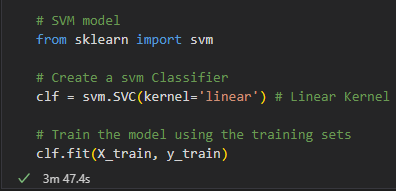 # SVM model
from sklearn import svm
# Create a svm Classifier
clf = svm.SVC(kernel='linear') # Linear Kernel
# Train the model using the training sets
clf.fit(X_train, y_train)
3m 47.4s